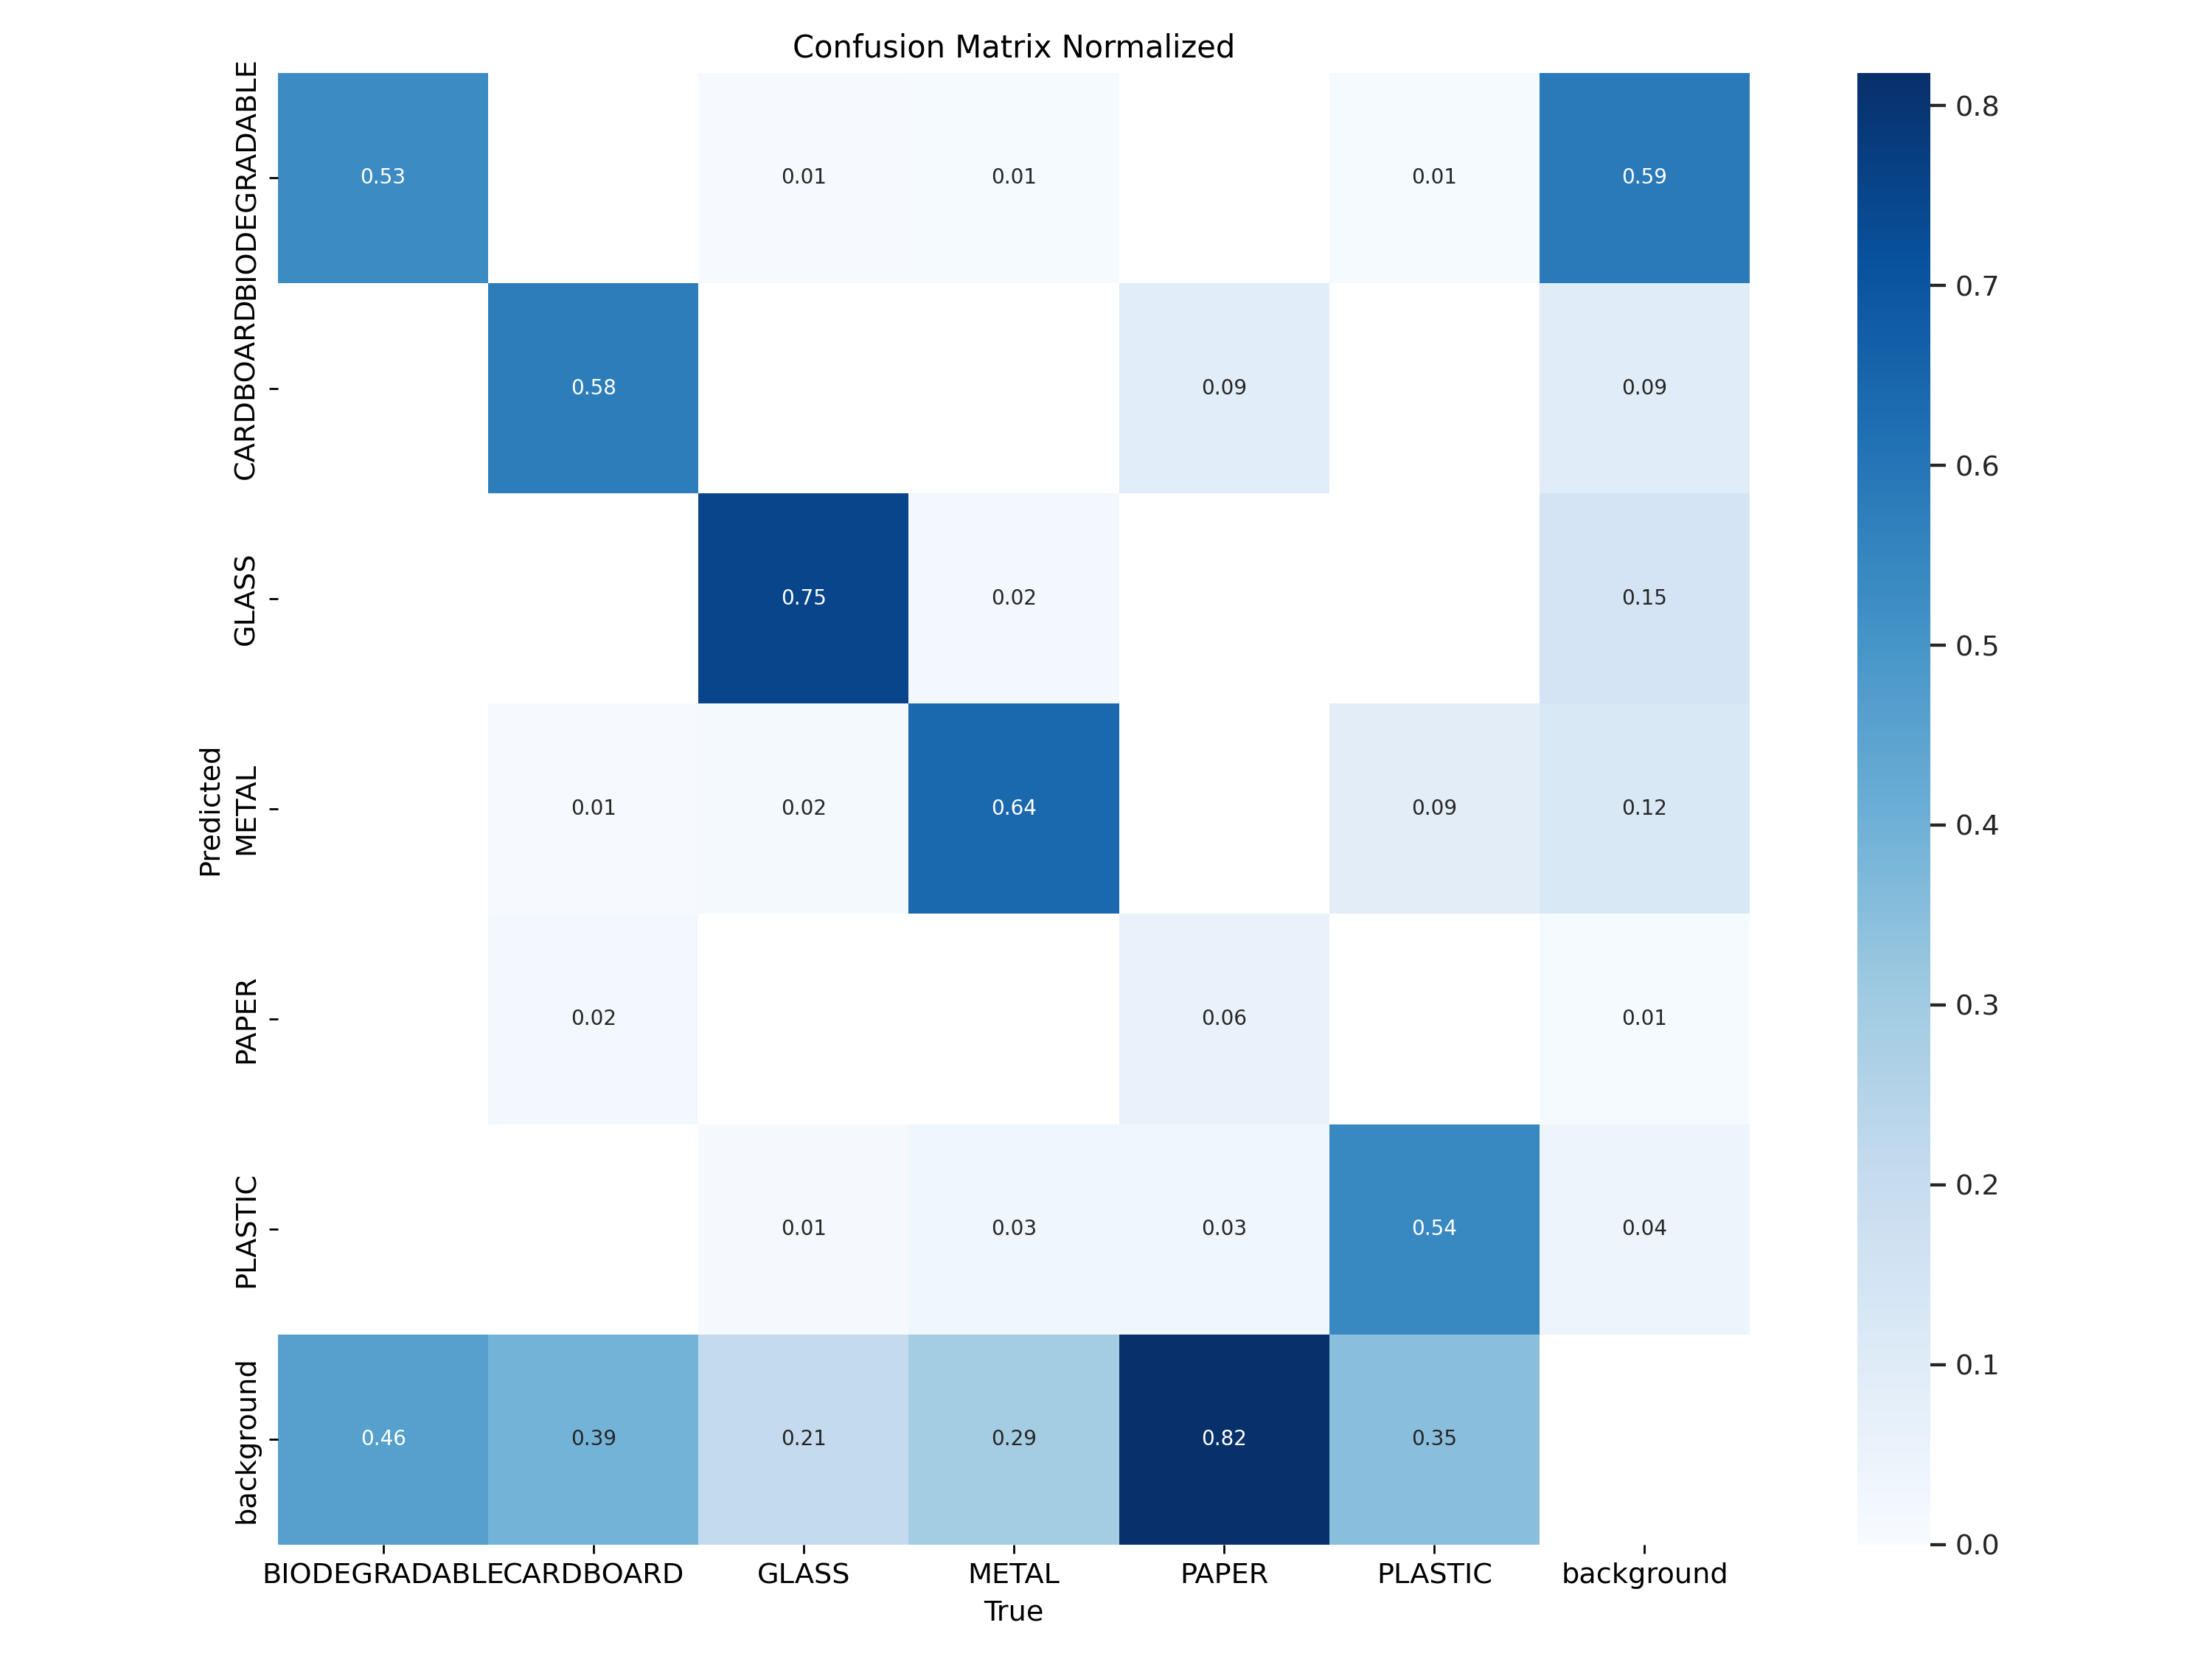 Confusion Matrix Normalized
BIODEGRADABLE 0.53 0.01 0.01 0.01 0.59
CARDBOARD 0.58 0.09 0.09
GLASS 0.75 0.02 0.15
METAL 0.01 0.02 0.64 0.09 0.12
PAPER 0.02 0.06 0.01
PLASTIC 0.01 0.03 0.03 0.54 0.04
background 0.46 0.39 0.21 0.29 0.82 0.35
Predicted
BIODEGRADABLE CARDBOARD GLASS METAL PAPER PLASTIC background
True
0.8
0.7
0.6
0.5
0.4
0.3
0.2
0.1
0.0